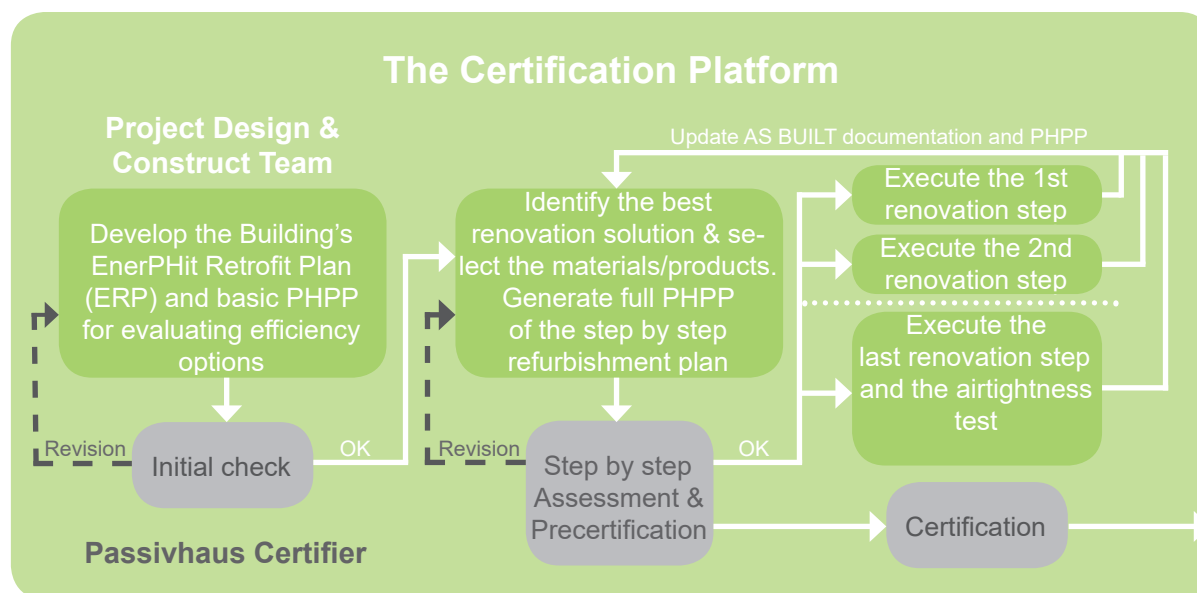 The Certification Platform
Project Design &
Construct Team
Develop the Building's
EnerPHit Retrofit Plan
(ERP) and basic PHPP
for evaluating efficiency
options
Revision
Initial check
OK
Passivhaus Certifier
Update AS BUILT documentation and PHPP
Identify the best
renovation solution & se-
lect the materials/products.
Generate full PHPP
of the step by step
refurbishment plan
Revision
Step by step
Assessment &
Precertification
OK
Execute the 1st
renovation step
Execute the 2nd
renovation step
Execute the
last renovation step
and the airtightness
test
Certification